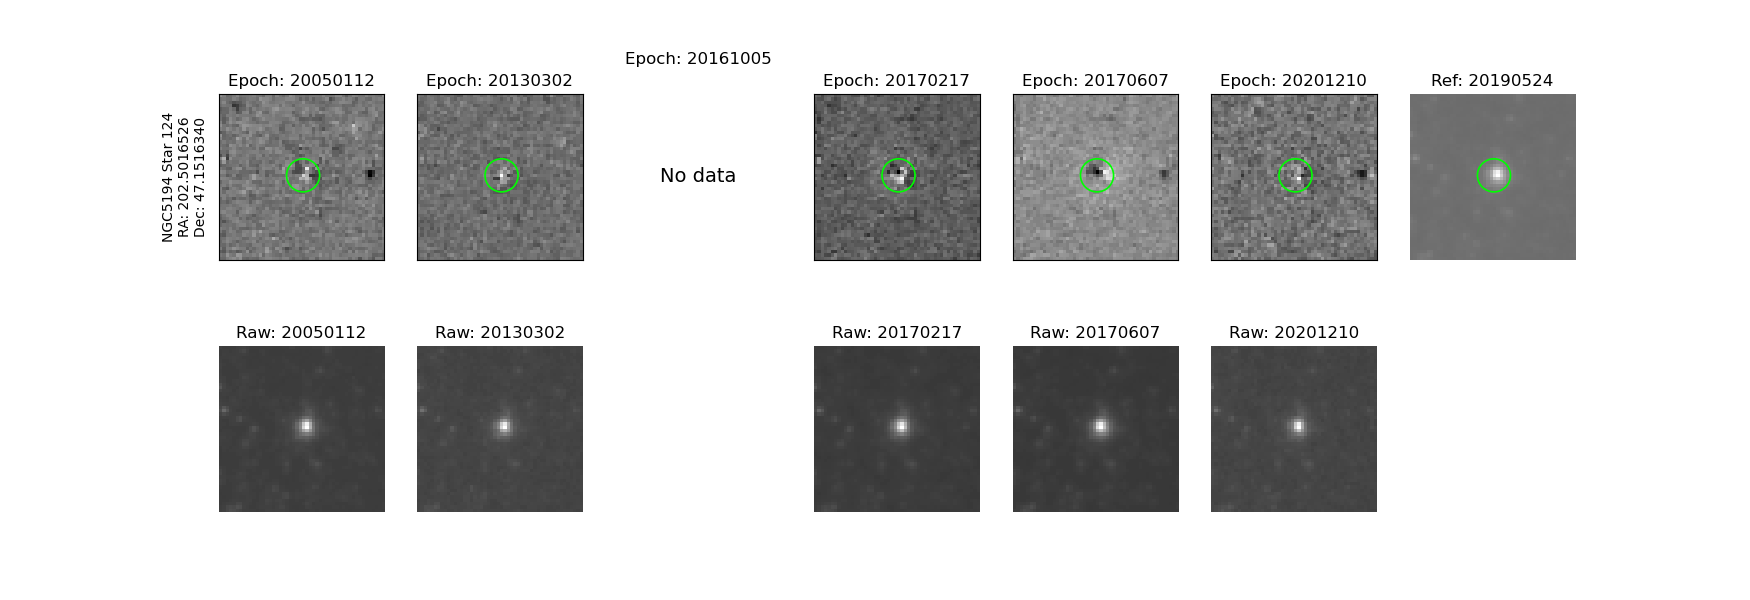 Epoch: 20161005
Epoch: 20050112
Epoch: 20130302
Epoch: 20170217
Epoch: 20170607
Epoch: 20201210
Ref: 20190524
NGC5194 Star 124
RA: 202.5016526
Dec: 47.1516340
No data
Raw: 20050112
Raw: 20130302
Raw: 20170217
Raw: 20170607
Raw: 20201210